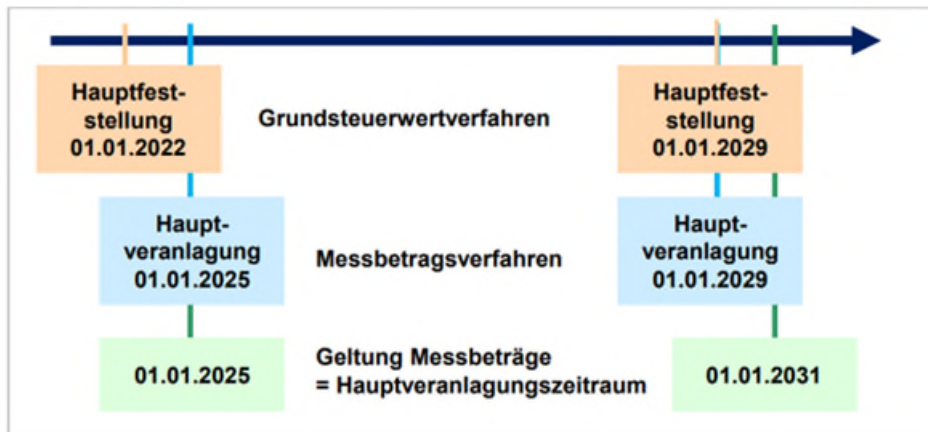 Hauptfest-
stellung
01.01.2022
Grundsteuerwertverfahren
Hauptfest-
stellung
01.01.2029
Haupt-
veranlagung
01.01.2025
Messbetragsverfahren
Haupt-
veranlagung
01.01.2029
01.01.2025
Geltung Messbeträge
= Hauptveranlagungszeitraum
01.01.2031